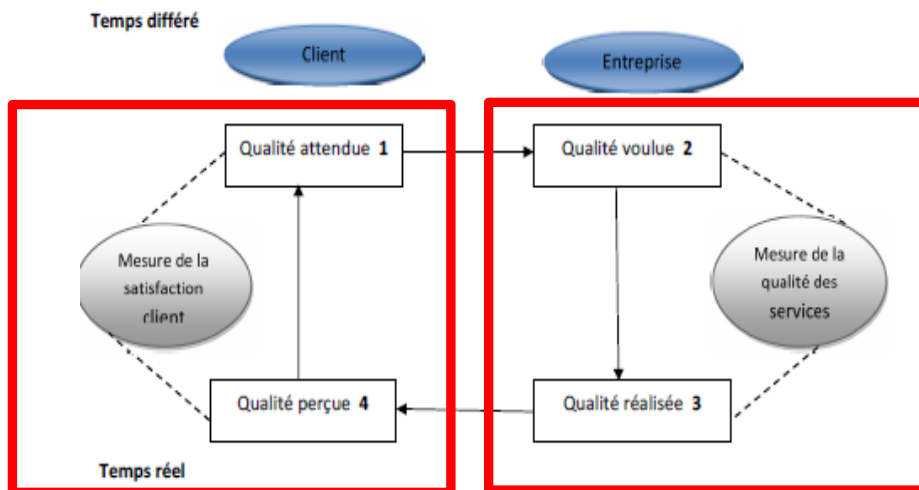 Temps différé
Client
Entreprise
Qualité attendue 1
Qualité voulue 2
Mesure de la
satisfaction
client
Mesure de la
qualité des
services
Qualité perçue 4
Qualité réalisée 3
Temps réel